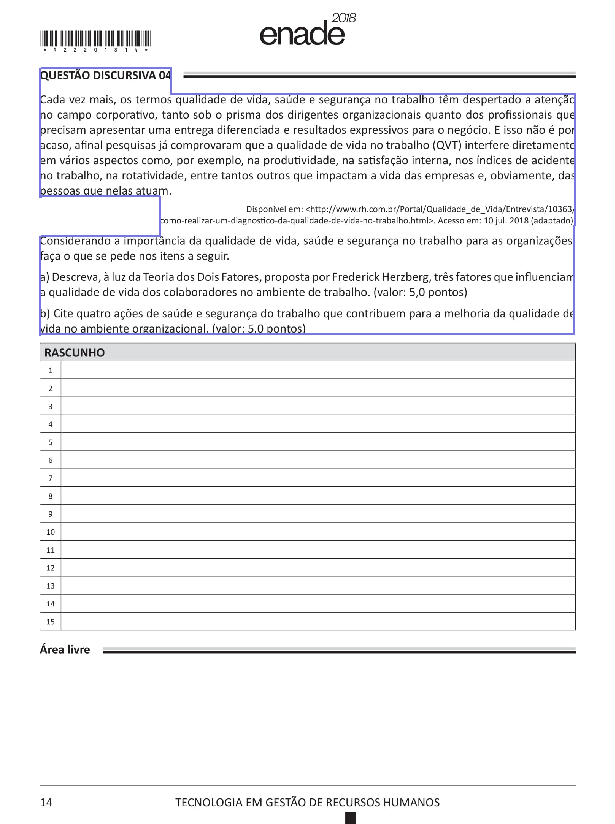 *1222018​14*
enade 2018
QUESTÃO DISCURSIVA 04
Cada vez mais, os termos qualidade de vida, saúde e segurança no trabalho têm despertado a atenção
no campo corporativo, tanto sob o prisma dos dirigentes organizacionais quanto dos profissionais que
precisam apresentar uma entrega diferenciada e resultados expressivos para o negócio. E isso não é por
acaso, afinal pesquisas já comprovaram que a qualidade de vida no trabalho (QVT) interfere diretamente
em vários aspectos como, por exemplo, na produtividade, na satisfação interna, nos índices de acidente
no trabalho, na rotatividade, entre tantos outros que impactam a vida das empresas e, obviamente, das
pessoas que nelas atuam.
Disponível em: <http://www.rh.com.br/Portal/Qualidade_de_Vida/Entrevista/10363/
como-realizar-um-diagnostico-da-qualidade-de-vida-no-trabalho.html>. Acesso em: 10 jul. 2018 (adaptado).
Considerando a importância da qualidade de vida, saúde e segurança no trabalho para as organizações,
faça o que se pede nos itens a seguir.
a) Descreva, à luz da Teoria dos Dois Fatores, proposta por Frederick Herzberg, três fatores que influenciam
a qualidade de vida dos colaboradores no ambiente de trabalho. (valor: 5,0 pontos)
b) Cite quatro ações de saúde e segurança do trabalho que contribuem para a melhoria da qualidade de
vida no ambiente organizacional. (valor: 5,0 pontos)
RASCUNHO
1
2
3
4
5
6
7
8
9
10
11
12
13
14
15
Área livre
14
TECNOLOGIA EM GESTÃO DE RECURSOS HUMANOS